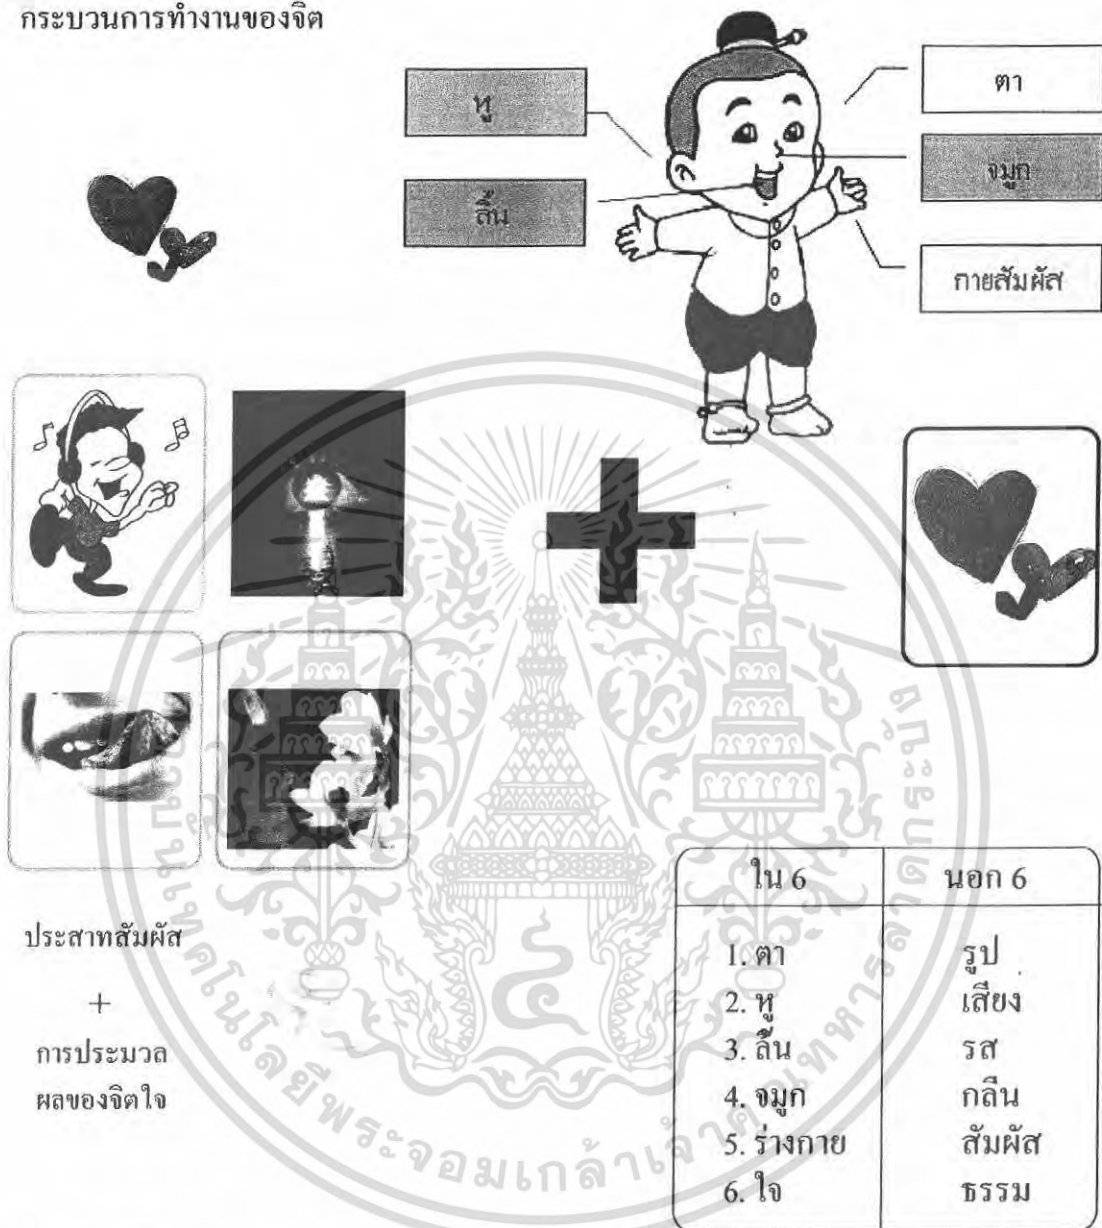 กระบวนการทำงานของจิต
หู
ตา
ลิ้น
จมูก
กายสัมผัส
ประสาทสัมผัส
+
การประมวล
ผลของจิตใจ
ใน 6 นอก 6
1. ตา รูป
2. หู เสียง
3. ลิ้น รส
4. จมูก กลิ่น
5. ร่างกาย สัมผัส
6. ใจ ธรรม